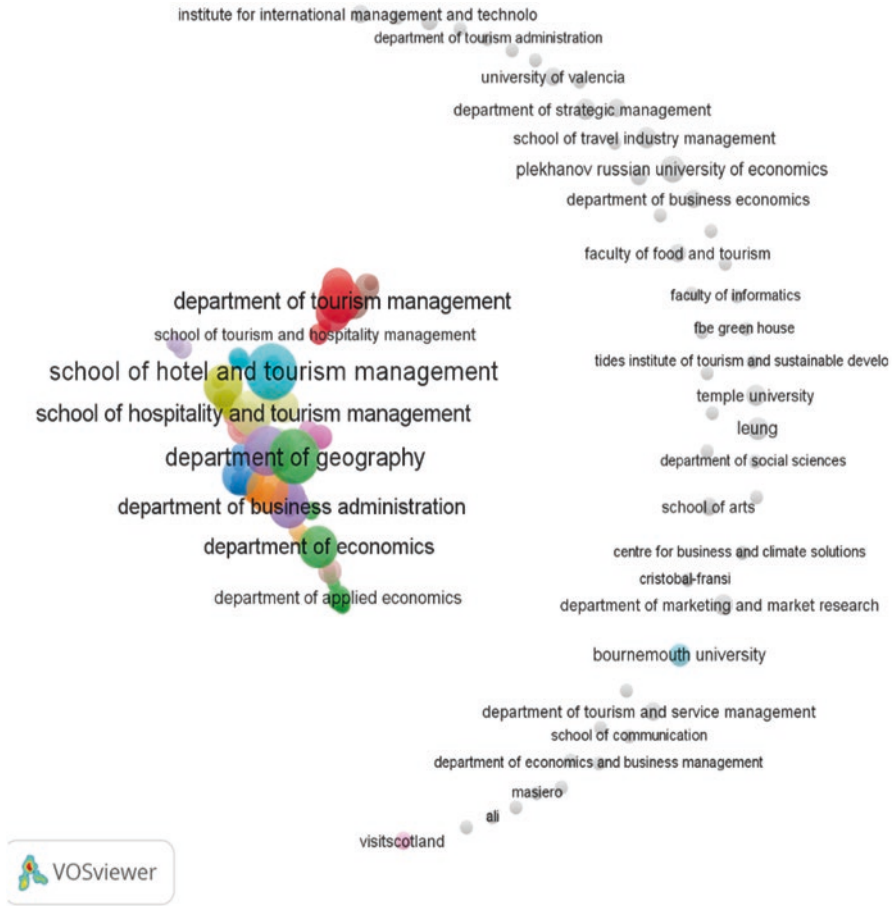 institute for international management and technolo
department of tourism administration
university of valencia
department of strategic management
school of travel industry management
plekhanov russian university of economics
department of business economics
faculty of food and tourism
faculty of informatics
department of tourism management
fbe green house
school of tourism and hospitality management
tides institute of tourism and sustainable develo
school of hotel and tourism management
temple university
school of hospitality and tourism management
leung
department of geography
department of social sciences
department of business administration
school of arts
department of economics
centre for business and climate solutions
cristobal-fransi
department of applied economics
department of marketing and market research
bournemouth university
department of tourism and service management
school of communication
department of economics and business management
masiero
ali
visitscotland
VOSviewer